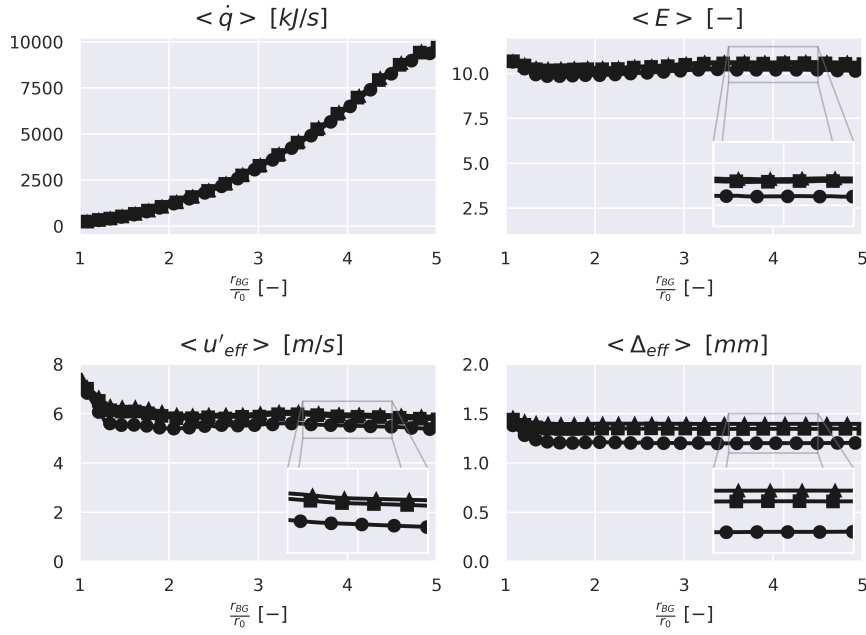 < q̇ > [kJ/s]
< E > [−]
10000
7500
5000
2500
0
10.0
7.5
5.0
2.5
1 2 3 4 5
1 2 3 4 5
r_BG/r_0 [−]
r_BG/r_0 [−]
< u'_eff > [m/s]
< Δ_eff > [mm]
8
6
4
2
0
2.0
1.5
1.0
0.5
0.0
1 2 3 4 5
1 2 3 4 5
r_BG/r_0 [−]
r_BG/r_0 [−]